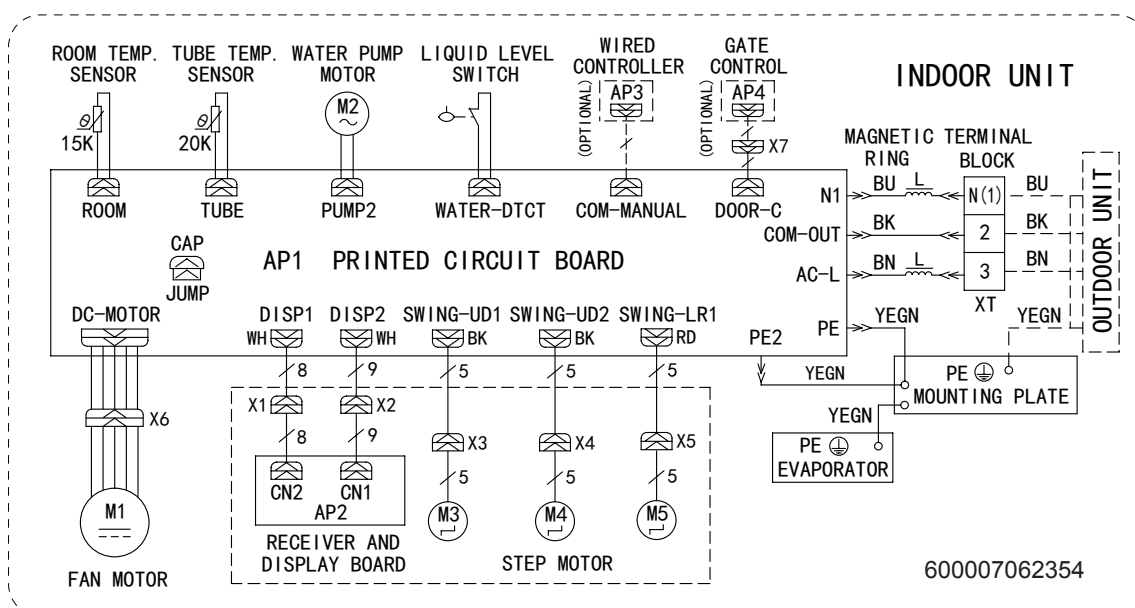 ROOM TEMP. SENSOR
TUBE TEMP. SENSOR
WATER PUMP MOTOR
LIQUID LEVEL SWITCH
WIRED CONTROLLER
GATE CONTROL
INDOOR UNIT
θ
15K
θ
20K
M2
~
(OPTIONAL)
AP3
(OPTIONAL)
AP4
X7
MAGNETIC RING
TERMINAL BLOCK
ROOM
TUBE
PUMP2
WATER-DTCT
COM-MANUAL
DOOR-C
N1
BU
L
N(1)
BU
COM-OUT
BK
2
BK
AC-L
BN
L
3
BN
XT
OUTDOOR UNIT
CAP
JUMP
AP1 PRINTED CIRCUIT BOARD
DC-MOTOR
DISP1
DISP2
SWING-UD1
SWING-UD2
SWING-LR1
WH
WH
BK
BK
RD
PE2
PE
YEGN
YEGN
YEGN
PE
MOUNTING PLATE
YEGN
PE
EVAPORATOR
8
9
5
5
5
X6
X1
X2
X3
X4
X5
8
9
5
5
5
CN2
CN1
AP2
M1
M3
M4
M5
RECEIVER AND
DISPLAY BOARD
STEP MOTOR
FAN MOTOR
600007062354